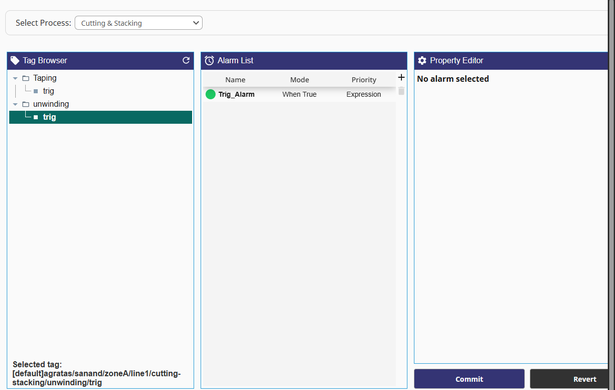 Select Process: Cutting & Stacking
Tag Browser
Taping
trig
unwinding
trig
Selected tag:
[default]agratas/sanand/zoneA/line1/cutting-
stacking/unwinding/trig
Alarm List
Name Mode Priority +
Trig_Alarm When True Expression
Property Editor
No alarm selected
Commit Revert